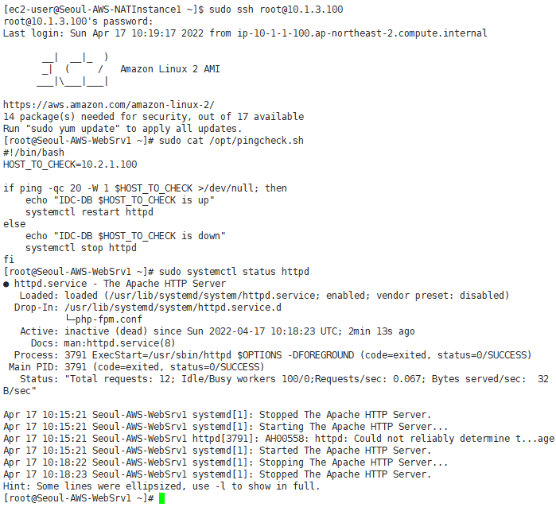 [ec2-user@Seoul-AWS-NATInstance1 ~]$ sudo ssh root@10.1.3.100
root@10.1.3.100's password:
Last login: Sun Apr 17 10:19:17 2022 from ip-10-1-1-100.ap-northeast-2.compute.internal

       __|  __|_  )
       _|  (     /   Amazon Linux 2 AMI
      ___|\___|___|

https://aws.amazon.com/amazon-linux-2/
14 package(s) needed for security, out of 17 available
Run "sudo yum update" to apply all updates.
[root@Seoul-AWS-WebSrv1 ~]# sudo cat /opt/pingcheck.sh
#!/bin/bash
HOST_TO_CHECK=10.2.1.100

if ping -qc 20 -W 1 $HOST_TO_CHECK >/dev/null; then
    echo "IDC-DB $HOST_TO_CHECK is up"
    systemctl restart httpd
else
    echo "IDC-DB $HOST_TO_CHECK is down"
    systemctl stop httpd
fi
[root@Seoul-AWS-WebSrv1 ~]# sudo systemctl status httpd
● httpd.service - The Apache HTTP Server
   Loaded: loaded (/usr/lib/systemd/system/httpd.service; enabled; vendor preset: disabled)
  Drop-In: /usr/lib/systemd/system/httpd.service.d
           └─php-fpm.conf
   Active: inactive (dead) since Sun 2022-04-17 10:18:23 UTC; 2min 13s ago
     Docs: man:httpd.service(8)
  Process: 3791 ExecStart=/usr/sbin/httpd $OPTIONS -DFOREGROUND (code=exited, status=0/SUCCESS)
 Main PID: 3791 (code=exited, status=0/SUCCESS)
   Status: "Total requests: 12; Idle/Busy workers 100/0;Requests/sec: 0.067; Bytes served/sec:  32
B/sec"

Apr 17 10:15:21 Seoul-AWS-WebSrv1 systemd[1]: Stopped The Apache HTTP Server.
Apr 17 10:15:21 Seoul-AWS-WebSrv1 systemd[1]: Starting The Apache HTTP Server...
Apr 17 10:15:21 Seoul-AWS-WebSrv1 httpd[3791]: AH00558: httpd: Could not reliably determine t...age
Apr 17 10:15:21 Seoul-AWS-WebSrv1 systemd[1]: Started The Apache HTTP Server.
Apr 17 10:18:22 Seoul-AWS-WebSrv1 systemd[1]: Stopping The Apache HTTP Server...
Apr 17 10:18:23 Seoul-AWS-WebSrv1 systemd[1]: Stopped The Apache HTTP Server.
Hint: Some lines were ellipsized, use -l to show in full.
[root@Seoul-AWS-WebSrv1 ~]#